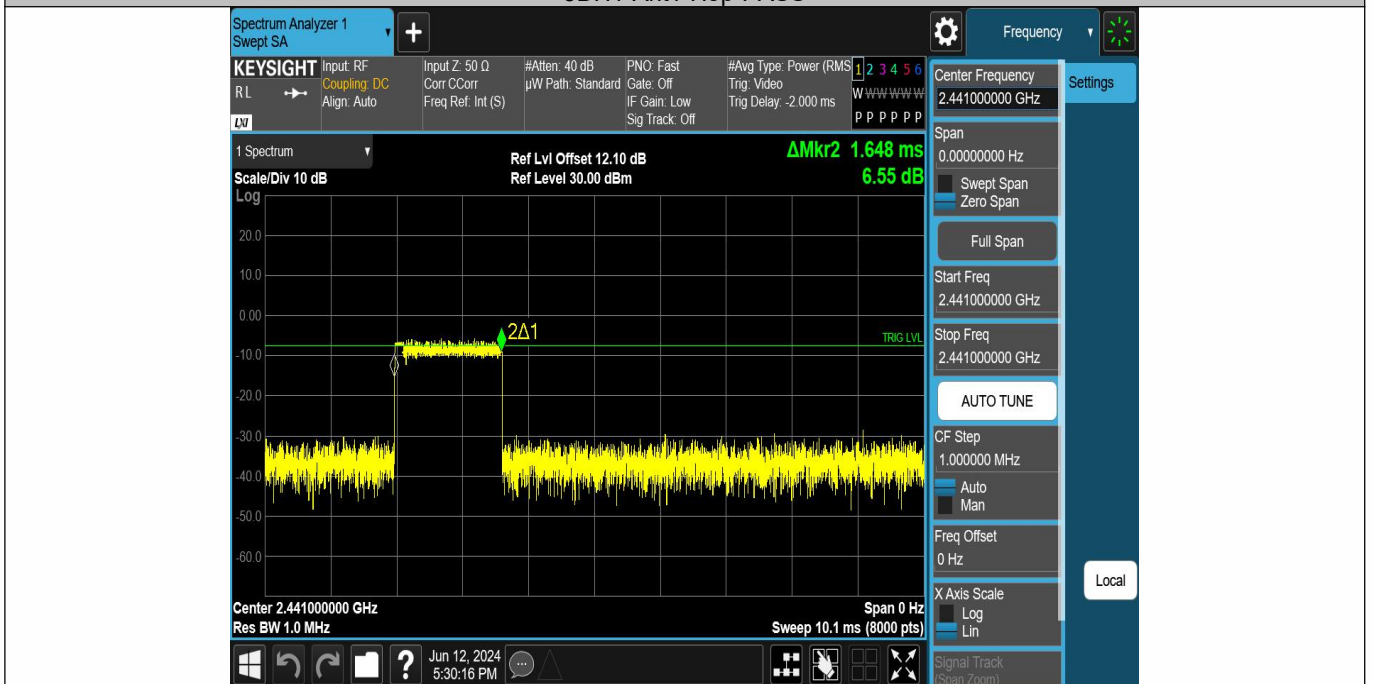 Spectrum Analyzer 1
Swept SA
Frequency
KEYSIGHT
RL
LXI
Input: RF
Coupling: DC
Align: Auto
Input Z: 50 Ω
Corr CCorr
Freq Ref: Int (S)
#Atten: 40 dB
µW Path: Standard
PNO: Fast
Gate: Off
IF Gain: Low
Sig Track: Off
#Avg Type: Power (RMS
Trig: Video
Trig Delay: -2.000 ms
1 2 3 4 5 6
W W W W W W
P P P P P P
Center Frequency
2.441000000 GHz
Settings
1 Spectrum
Scale/Div 10 dB
Log
Ref Lvl Offset 12.10 dB
Ref Level 30.00 dBm
ΔMkr2 1.648 ms
6.55 dB
Span
0.00000000 Hz
Swept Span
Zero Span
Full Span
20.0
10.0
0.00
-10.0
-20.0
-30.0
-40.0
-50.0
-60.0
2Δ1
TRIG LVL
Start Freq
2.441000000 GHz
Stop Freq
2.441000000 GHz
AUTO TUNE
CF Step
1.000000 MHz
Auto
Man
Freq Offset
0 Hz
Local
X Axis Scale
Log
Lin
Signal Track
(Span Zoom)
Center 2.441000000 GHz
Res BW 1.0 MHz
Span 0 Hz
Sweep 10.1 ms (8000 pts)
?
Jun 12, 2024
5:30:16 PM